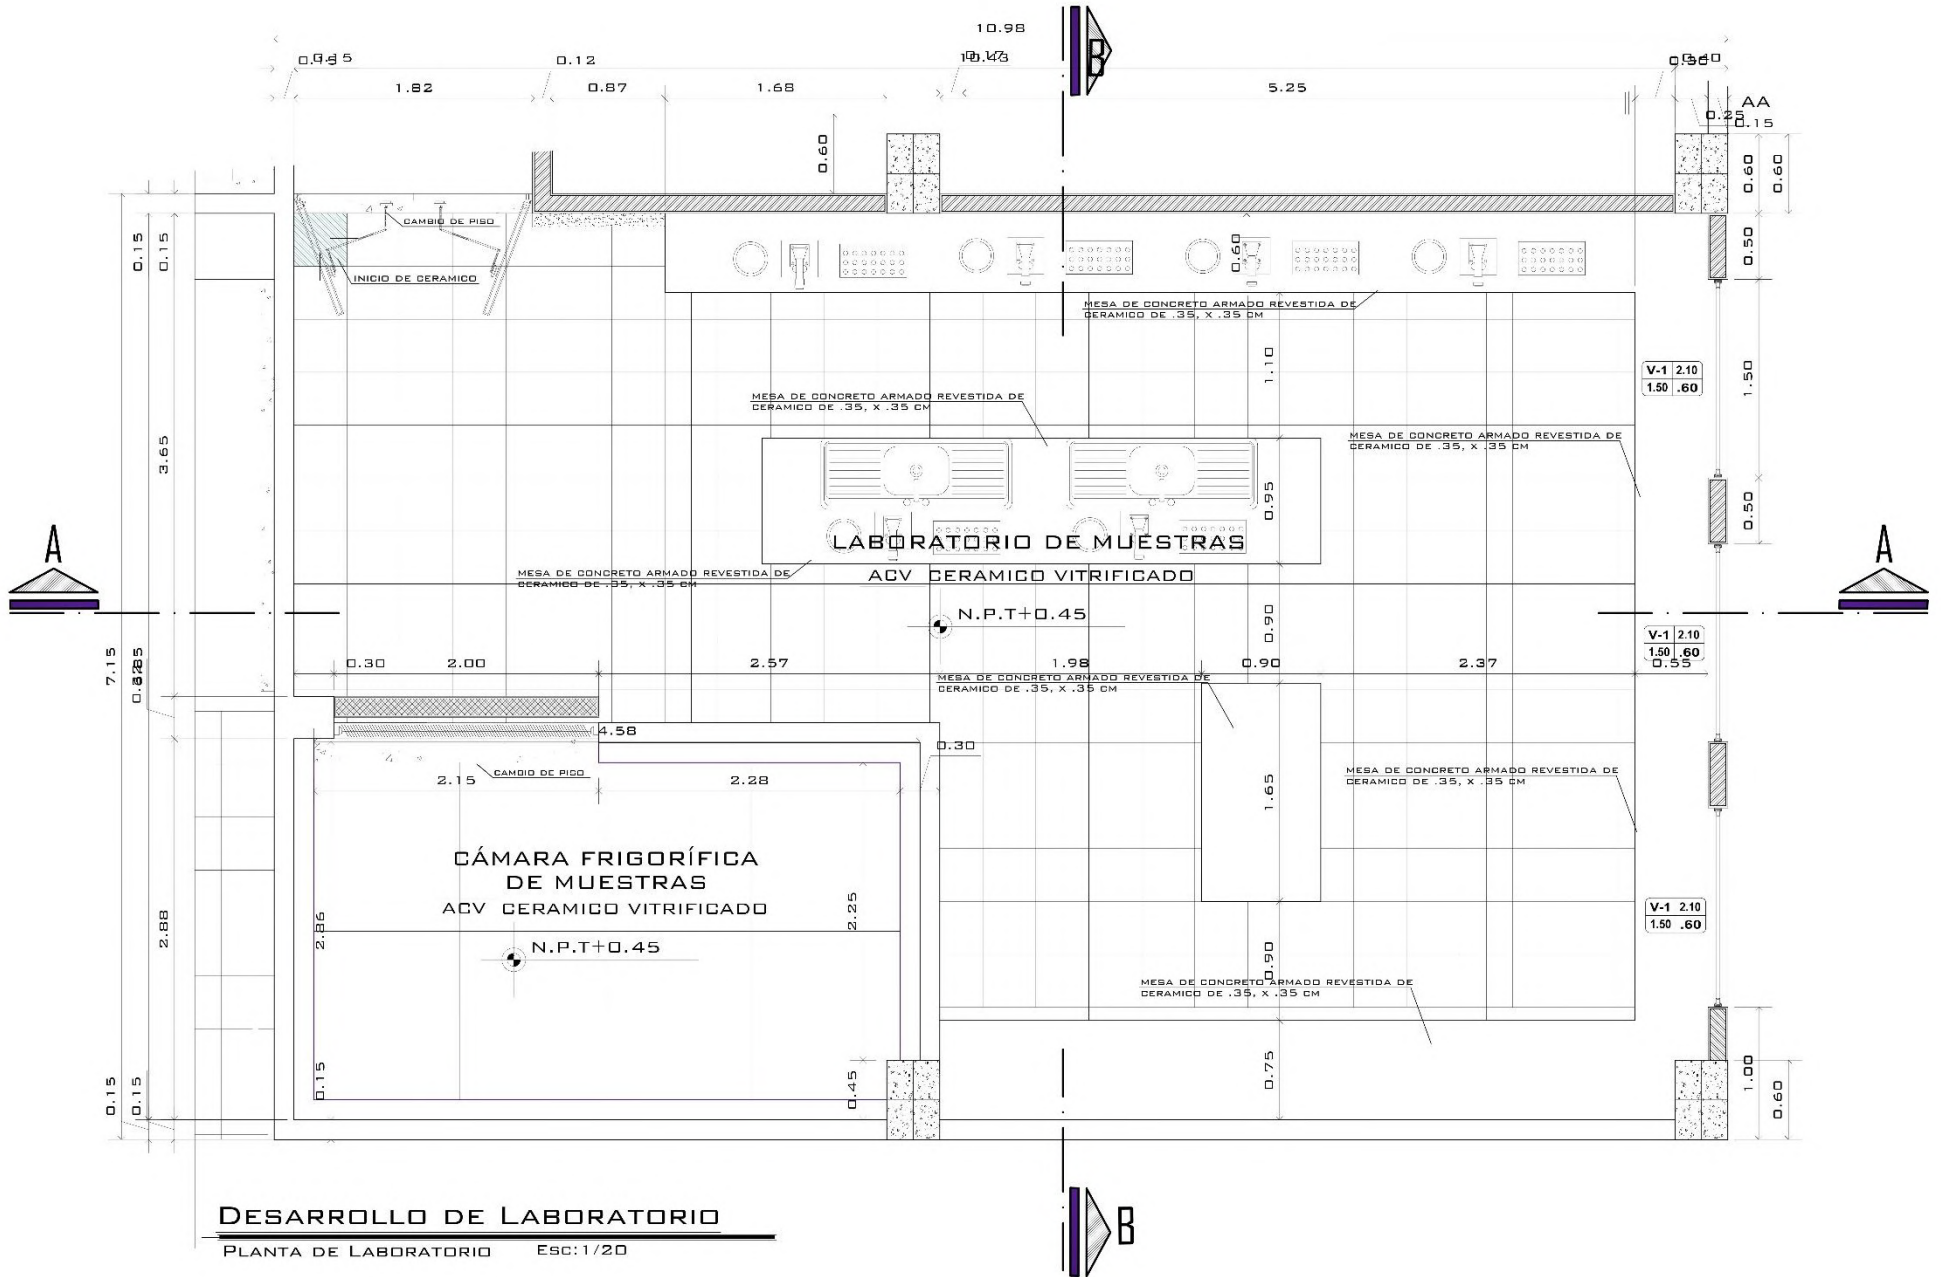 10.98
0.15
0.12
10.43
0.17
0.40
1.82
0.87
1.68
5.25
B
AA
0.25
0.15
0.60
0.60
0.60
CAMBIO DE PISO
INICIO DE CERAMICO
0.15
0.15
0.60
0.50
MESA DE CONCRETO ARMADO REVESTIDA DE
CERAMICO DE .35, X .35 CM
1.10
V-1 2.10
1.50 .60
1.50
MESA DE CONCRETO ARMADO REVESTIDA DE
CERAMICO DE .35, X .35 CM
MESA DE CONCRETO ARMADO REVESTIDA DE
CERAMICO DE .35, X .35 CM
3.65
0.95
0.50
A
A
LABORATORIO DE MUESTRAS
ACV CERAMICO VITRIFICADO
MESA DE CONCRETO ARMADO REVESTIDA DE
CERAMICO DE .35, X .35 CM
N.P.T+0.45
0.90
V-1 2.10
1.50 .60
7.15
0.30
2.00
2.57
1.98
0.90
2.37
0.55
MESA DE CONCRETO ARMADO REVESTIDA DE
CERAMICO DE .35, X .35 CM
4.58
0.30
CAMBIO DE PISO
2.15
2.28
1.65
MESA DE CONCRETO ARMADO REVESTIDA DE
CERAMICO DE .35, X .35 CM
CÁMARA FRIGORÍFICA
DE MUESTRAS
ACV CERAMICO VITRIFICADO
N.P.T+0.45
2.88
2.86
2.25
V-1 2.10
1.50 .60
0.90
MESA DE CONCRETO ARMADO REVESTIDA DE
CERAMICO DE .35, X .35 CM
0.15
0.15
0.15
0.45
0.75
1.00
0.60
B
DESARROLLO DE LABORATORIO
PLANTA DE LABORATORIO ESC:1/20